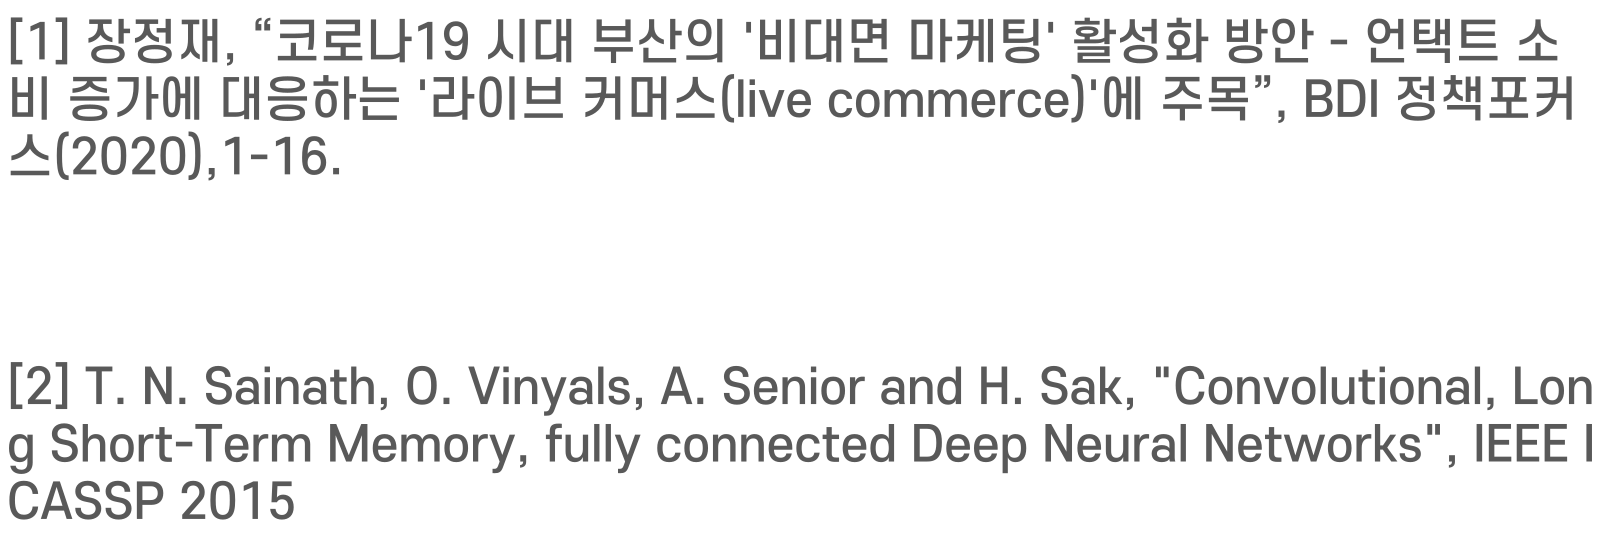 [1] 장정재, “코로나19 시대 부산의 '비대면 마케팅' 활성화 방안 - 언택트 소
비 증가에 대응하는 '라이브 커머스(live commerce)'에 주목”, BDI 정책포커
스(2020),1-16.
[2] T. N. Sainath, O. Vinyals, A. Senior and H. Sak, "Convolutional, Lon
g Short-Term Memory, fully connected Deep Neural Networks", IEEE I
CASSP 2015